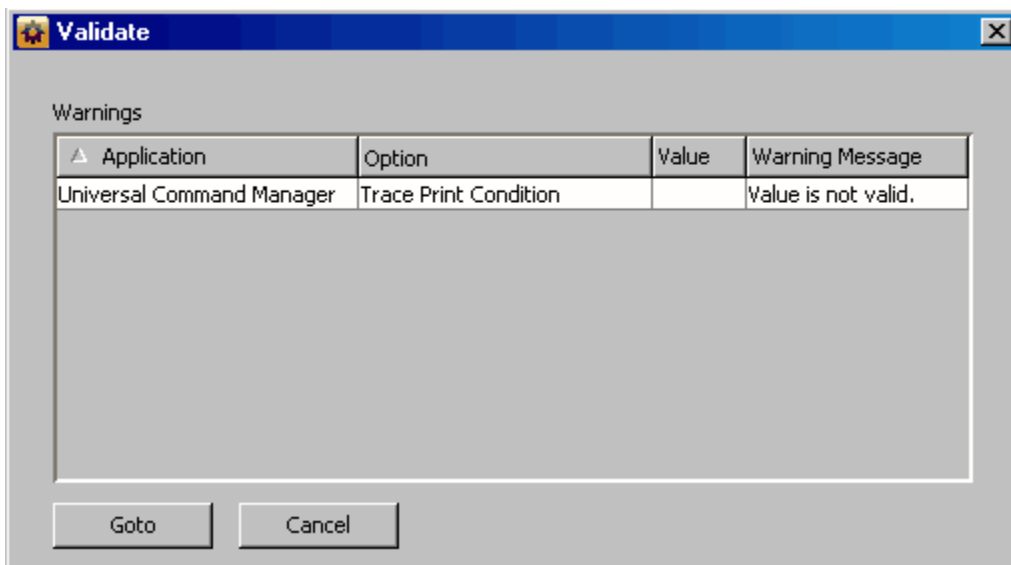 Validate
Warnings
Application Option Value Warning Message
Universal Command Manager Trace Print Condition Value is not valid.
Goto Cancel